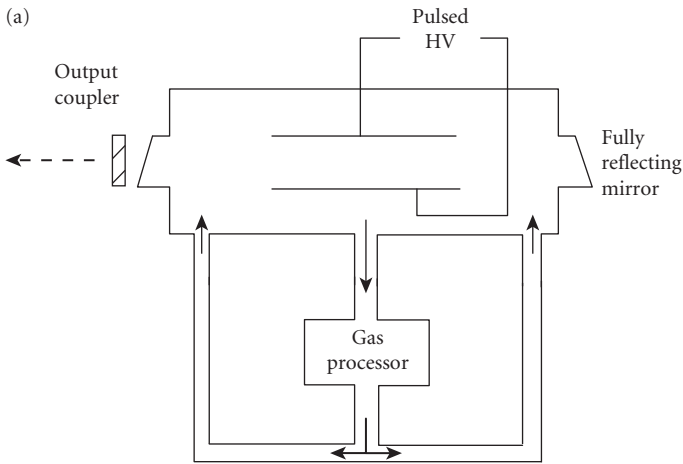 (a)
Pulsed
HV
Output
coupler
Fully
reflecting
mirror
Gas
processor